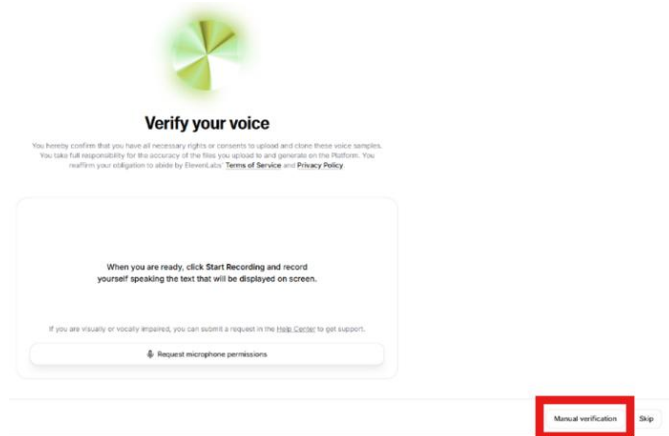 Verify your voice
You hereby confirm that you have all necessary rights or consents to upload and clone these voice samples.
You take full responsibility for the accuracy of the files you upload to and generate on the Platform. You
reaffirm your obligation to abide by ElevenLabs' Terms of Service and Privacy Policy.
When you are ready, click Start Recording and record
yourself speaking the text that will be displayed on screen.
If you are visually or vocally impaired, you can submit a request in the Help Center to get support.
Request microphone permissions
Manual verification Skip